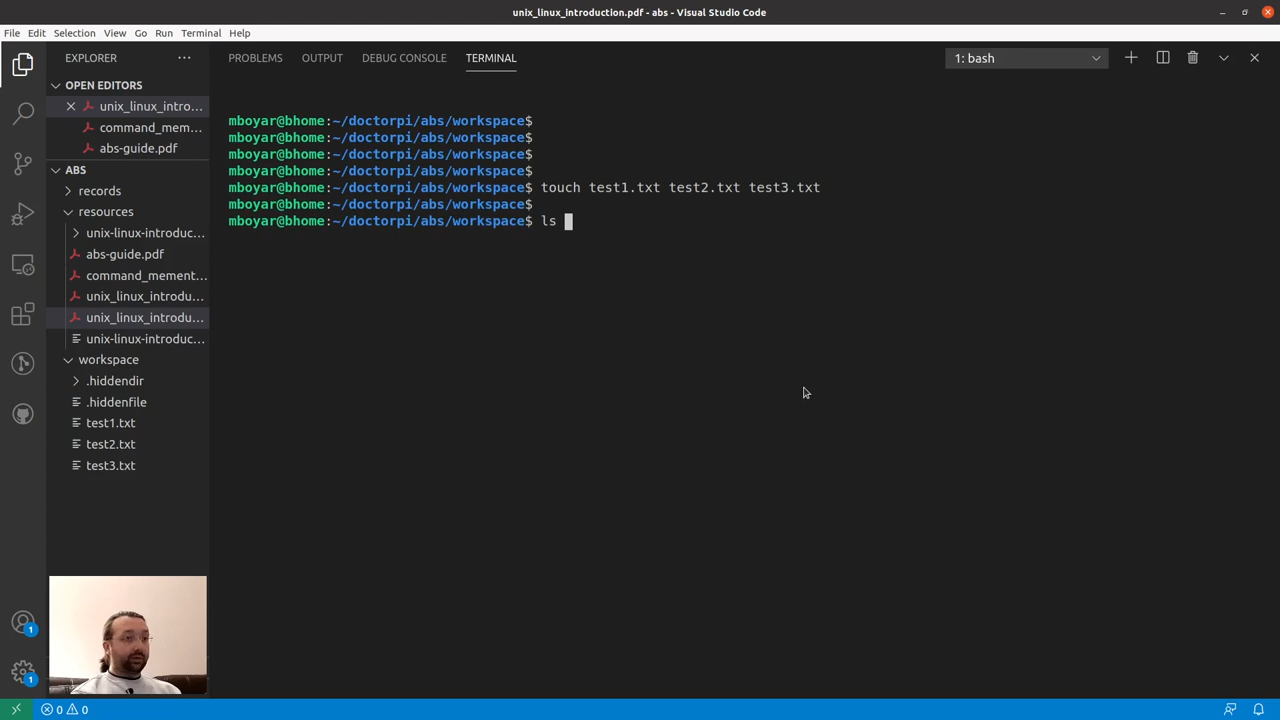 unix_linux_introduction.pdf - abs - Visual Studio Code
File Edit Selection View Go Run Terminal Help
EXPLORER
OPEN EDITORS
unix_linux_intro...
command_mem...
abs-guide.pdf
ABS
records
resources
unix-linux-introduc...
abs-guide.pdf
command_mement...
unix_linux_introdu...
unix_linux_introdu...
unix-linux-introduc...
workspace
.hiddendir
.hiddenfile
test1.txt
test2.txt
test3.txt
PROBLEMS OUTPUT DEBUG CONSOLE TERMINAL
1: bash
mboyar@bhome:~/doctorpi/abs/workspace$
mboyar@bhome:~/doctorpi/abs/workspace$
mboyar@bhome:~/doctorpi/abs/workspace$
mboyar@bhome:~/doctorpi/abs/workspace$
mboyar@bhome:~/doctorpi/abs/workspace$ touch test1.txt test2.txt test3.txt
mboyar@bhome:~/doctorpi/abs/workspace$
mboyar@bhome:~/doctorpi/abs/workspace$ ls
1
1
0 0